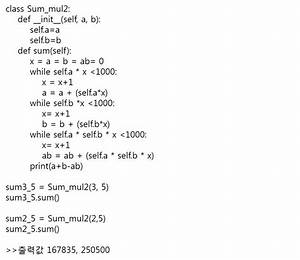 class Sum_mul2:
def __init__(self, a, b):
self.a=a
self.b=b
def sum(self):
x = a = b = ab= 0
while self.a * x <1000:
x = x+1
a = a + (self.a*x)
while self.b *x <1000:
x= x+1
b = b + (self.b*x)
while self.a * self.b * x <1000:
x= x+1
ab = ab + (self.a * self.b * x)
print(a+b-ab)
sum3_5 = Sum_mul2(3, 5)
sum3_5.sum()
sum2_5 = Sum_mul2(2,5)
sum2_5.sum()
>>출력값 167835, 250500